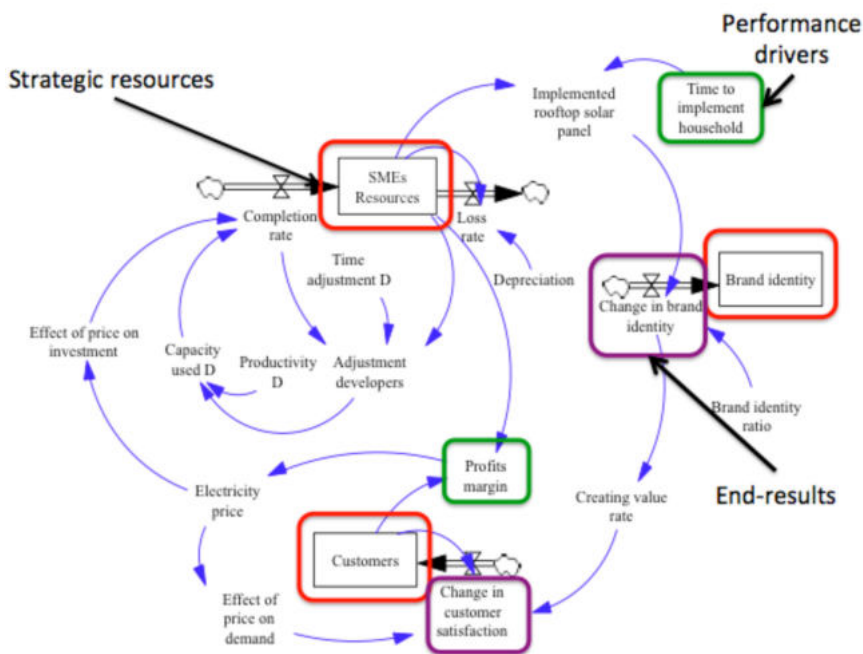 Performance
drivers
Strategic resources
Implemented
rooftop solar
panel
Time to
implement
household
SMEs
Resources
Completion
rate
Loss
rate
Time
adjustment D
Depreciation
Brand identity
Change in brand
identity
Effect of price on
investment
Capacity
used D
Productivity
D
Adjustment
developers
Brand identity
ratio
Profits
margin
Electricity
price
Creating value
rate
End-results
Customers
Effect of
price on
demand
Change in
customer
satisfaction